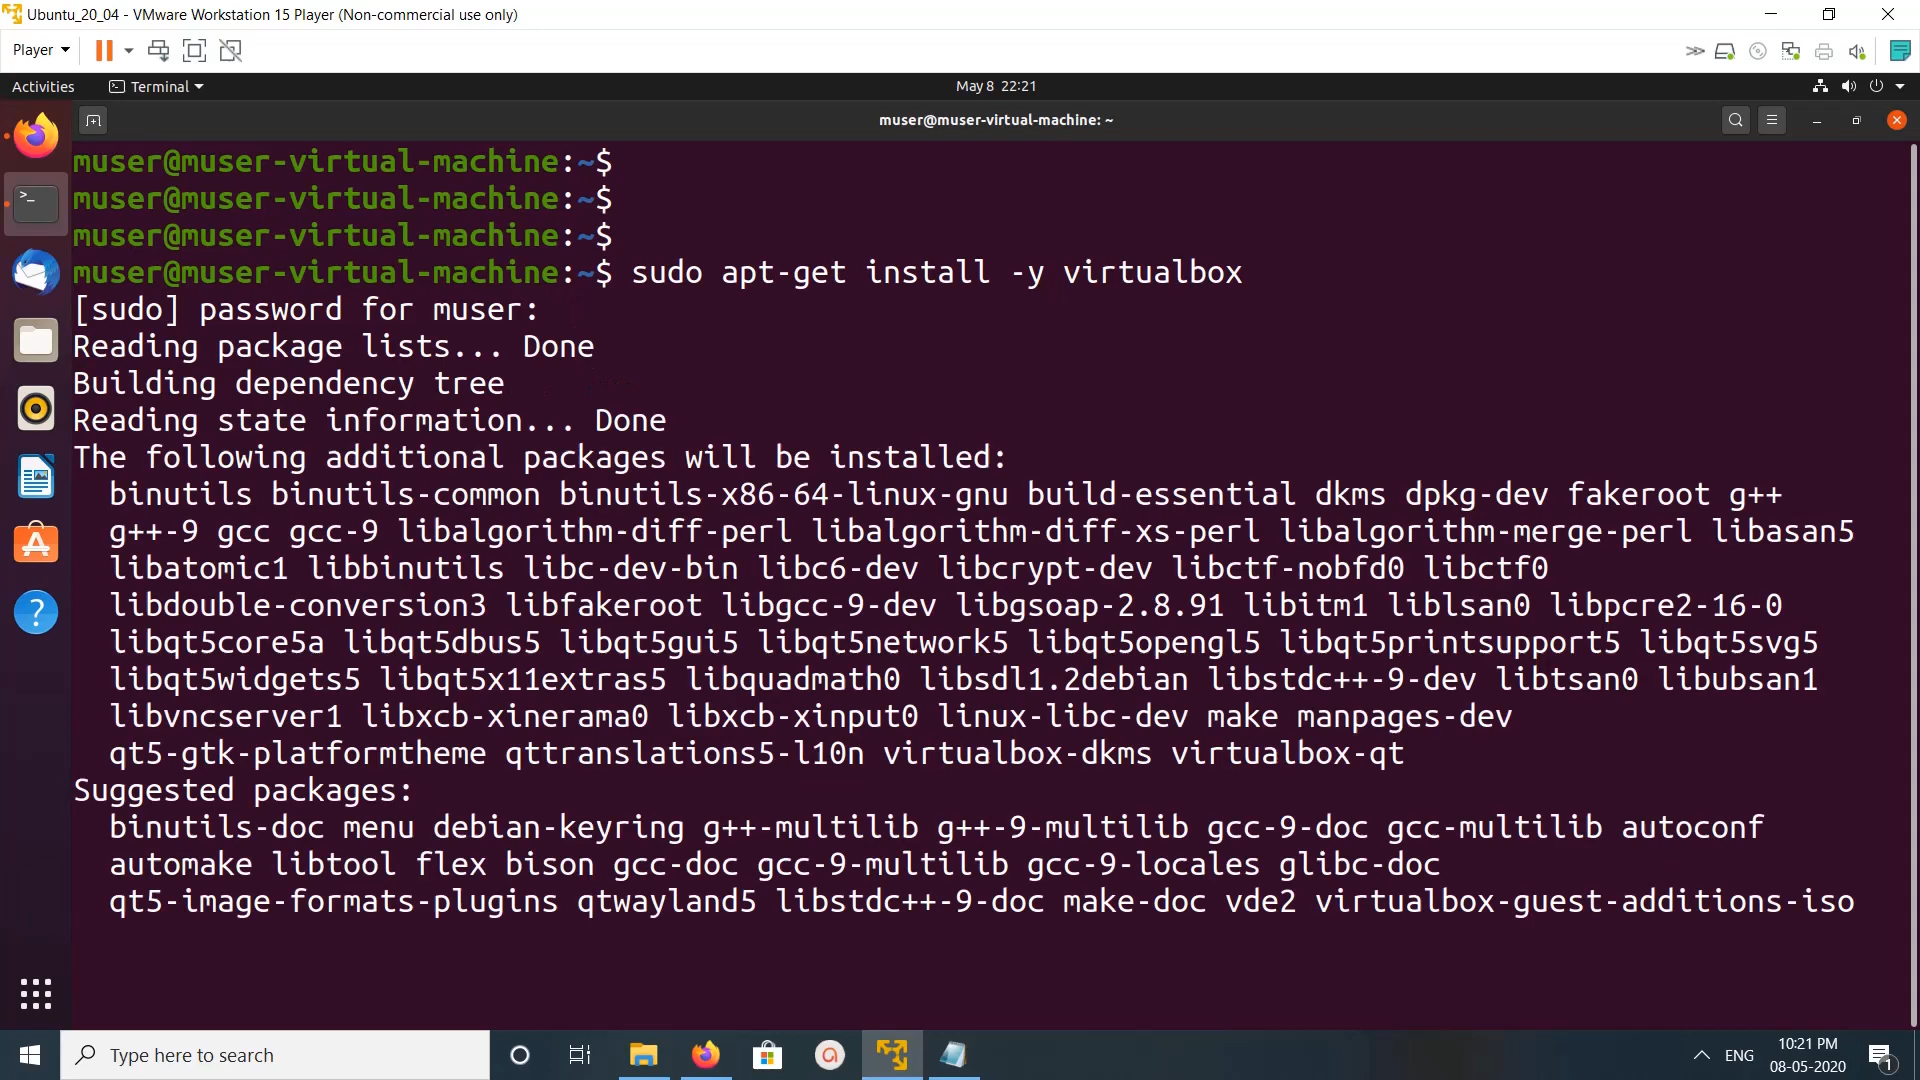 Ubuntu_20_04 - VMware Workstation 15 Player (Non-commercial use only)
Player
Activities
Terminal
May 8 22:21
muser@muser-virtual-machine: ~
muser@muser-virtual-machine:~$
muser@muser-virtual-machine:~$
muser@muser-virtual-machine:~$
muser@muser-virtual-machine:~$ sudo apt-get install -y virtualbox
[sudo] password for muser:
Reading package lists... Done
Building dependency tree
Reading state information... Done
The following additional packages will be installed:
binutils binutils-common binutils-x86-64-linux-gnu build-essential dkms dpkg-dev fakeroot g++
g++-9 gcc gcc-9 libalgorithm-diff-perl libalgorithm-diff-xs-perl libalgorithm-merge-perl libasan5
libatomic1 libbinutils libc-dev-bin libc6-dev libcrypt-dev libctf-nobfd0 libctf0
libdouble-conversion3 libfakeroot libgcc-9-dev libgsoap-2.8.91 libitm1 liblsan0 libpcre2-16-0
libqt5core5a libqt5dbus5 libqt5gui5 libqt5network5 libqt5opengl5 libqt5printsupport5 libqt5svg5
libqt5widgets5 libqt5x11extras5 libquadmath0 libsdl1.2debian libstdc++-9-dev libtsan0 libubsan1
libvncserver1 libxcb-xinerama0 libxcb-xinput0 linux-libc-dev make manpages-dev
qt5-gtk-platformtheme qttranslations5-l10n virtualbox-dkms virtualbox-qt
Suggested packages:
binutils-doc menu debian-keyring g++-multilib g++-9-multilib gcc-9-doc gcc-multilib autoconf
automake libtool flex bison gcc-doc gcc-9-multilib gcc-9-locales glibc-doc
qt5-image-formats-plugins qtwayland5 libstdc++-9-doc make-doc vde2 virtualbox-guest-additions-iso
Type here to search
ENG
10:21 PM
08-05-2020
1